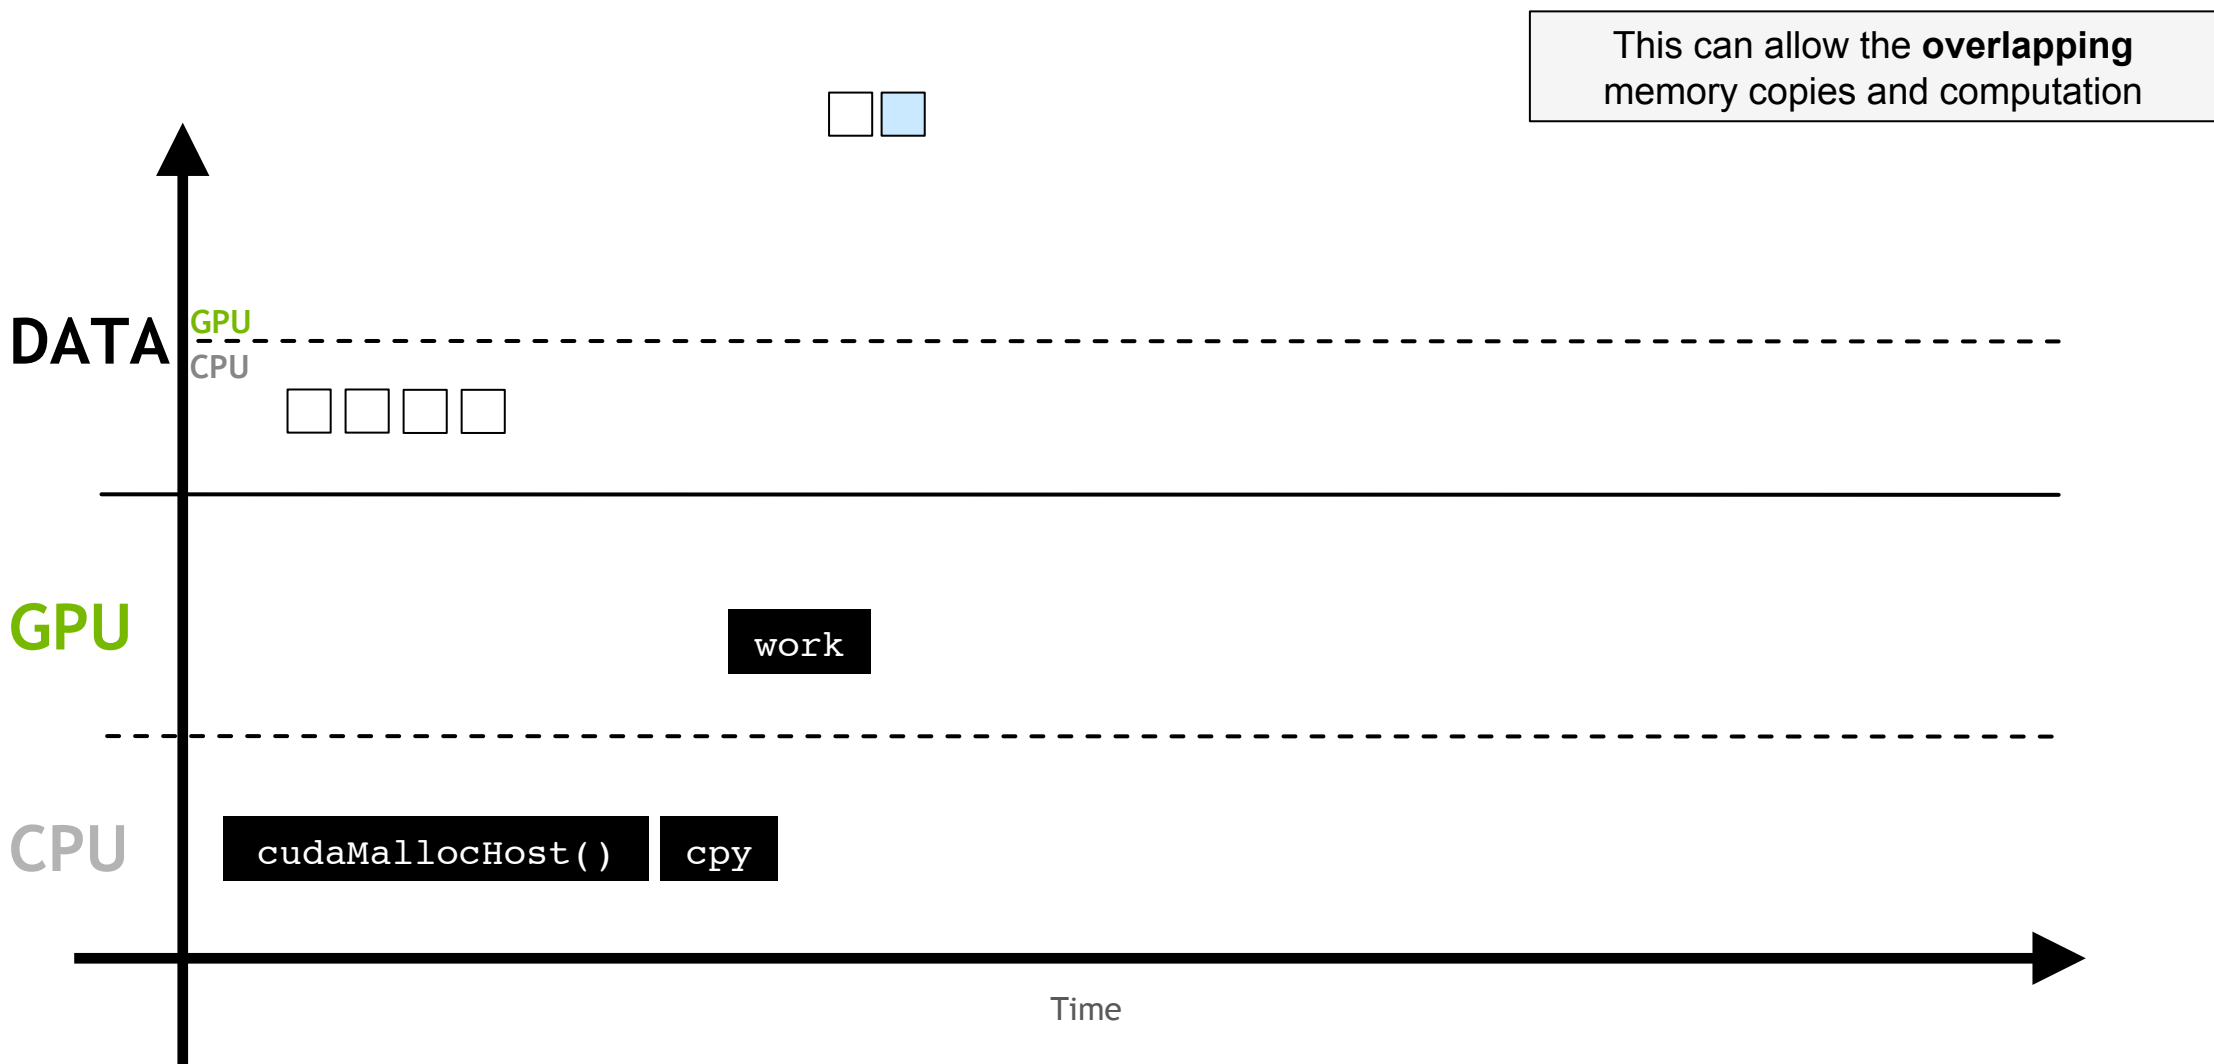 This can allow the overlapping
memory copies and computation
DATA
GPU
CPU
GPU
work
CPU
cudaMallocHost()
cpy
Time